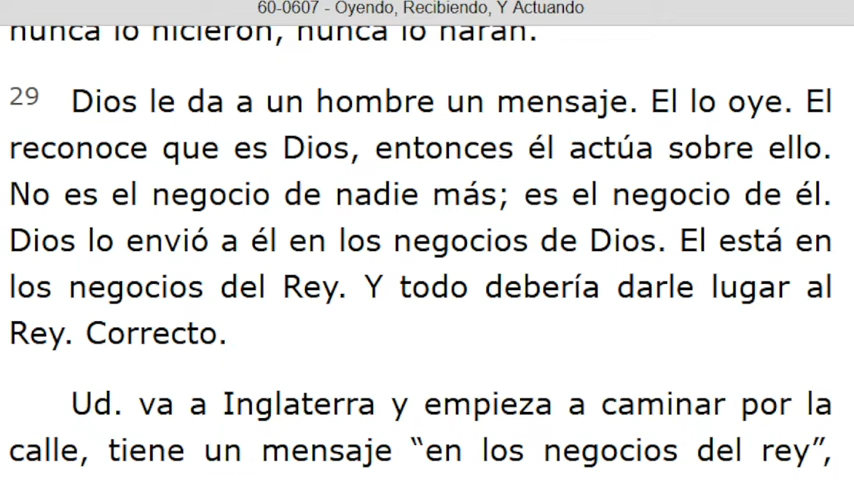 60-0607 - Oyendo, Recibiendo, Y Actuando
nunca lo hicieron, nunca lo harán.
29 Dios le da a un hombre un mensaje. El lo oye. El
reconoce que es Dios, entonces él actúa sobre ello.
No es el negocio de nadie más; es el negocio de él.
Dios lo envió a él en los negocios de Dios. El está en
los negocios del Rey. Y todo debería darle lugar al
Rey. Correcto.
Ud. va a Inglaterra y empieza a caminar por la
calle, tiene un mensaje “en los negocios del rey”,